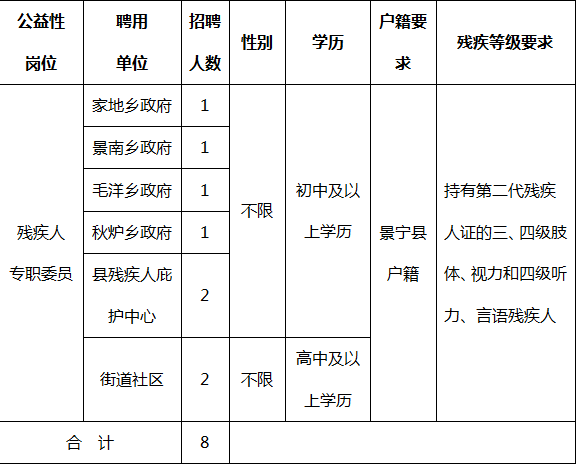 公益性
岗位
聘用
单位
招聘
人数
性别
学历
户籍要
求
残疾等级要求
残疾人
专职委员
家地乡政府
1
景南乡政府
1
毛洋乡政府
1
秋炉乡政府
1
县残疾人庇
护中心
2
不限
初中及以
上学历
街道社区
2
不限
高中及以
上学历
景宁县
户籍
持有第二代残疾
人证的三、四级肢
体、视力和四级听
力、言语残疾人
合 计
8